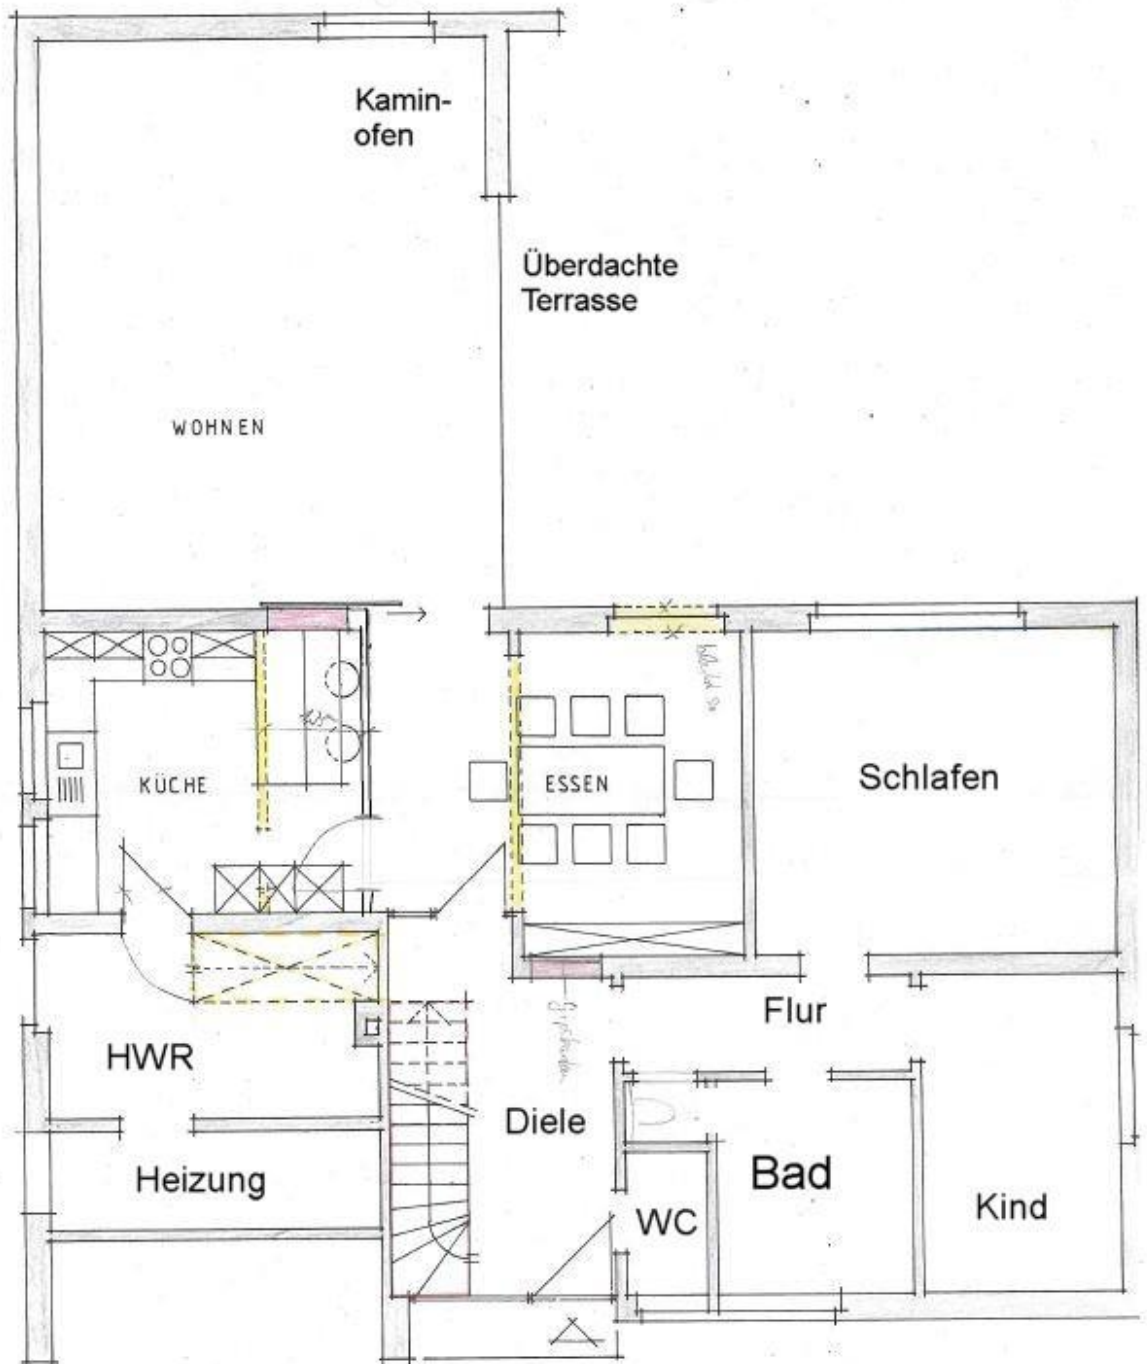 Kamin-
ofen
Überdachte
Terrasse
WOHNEN
KÜCHE
ESSEN
Schlafen
Flur
HWR
Diele
Bad
Heizung
WC
Kind